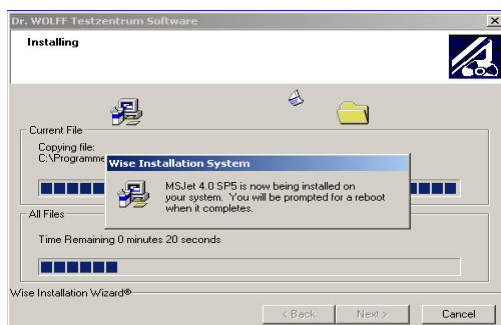 Dr. WOLFF Testzentrum Software
Installing
Current File
Copying file:
C:\Programme
Wise Installation System
MSJet 4.0 SP5 is now being installed on
your system. You will be prompted for a reboot
when it completes.
All Files
Time Remaining 0 minutes 20 seconds
Wise Installation Wizard®
< Back
Next >
Cancel